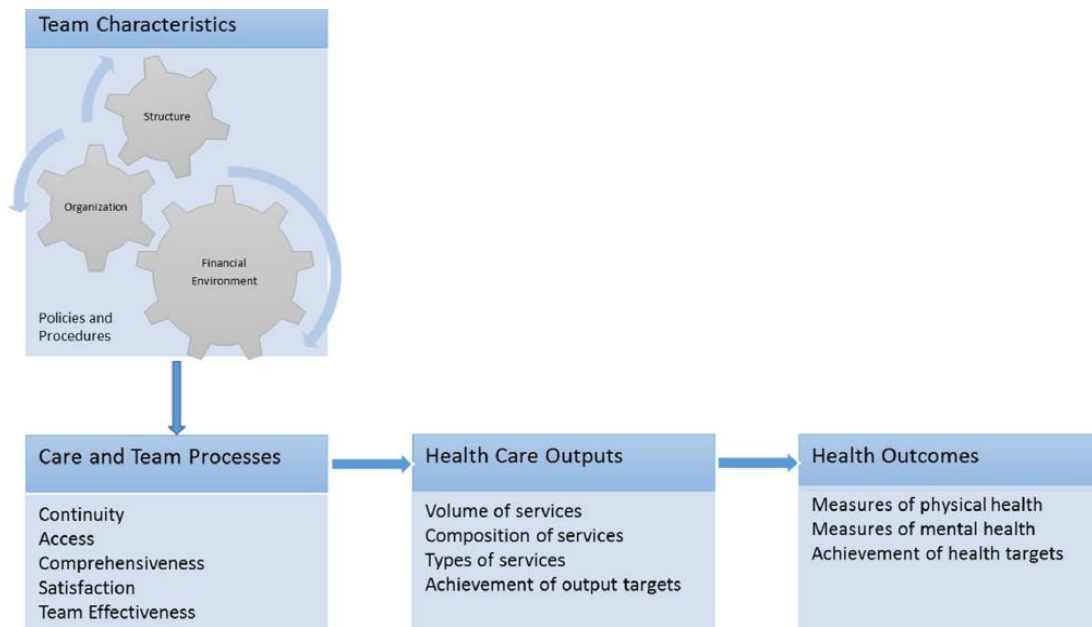 Team Characteristics
Structure
Organization
Financial
Environment
Policies and
Procedures
Care and Team Processes
Continuity
Access
Comprehensiveness
Satisfaction
Team Effectiveness
Health Care Outputs
Volume of services
Composition of services
Types of services
Achievement of output targets
Health Outcomes
Measures of physical health
Measures of mental health
Achievement of health targets